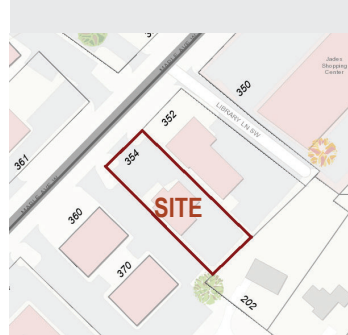 Jades
Shopping
Center
350
LIBRARY LN SW
352
354
361
SITE
360
370
202